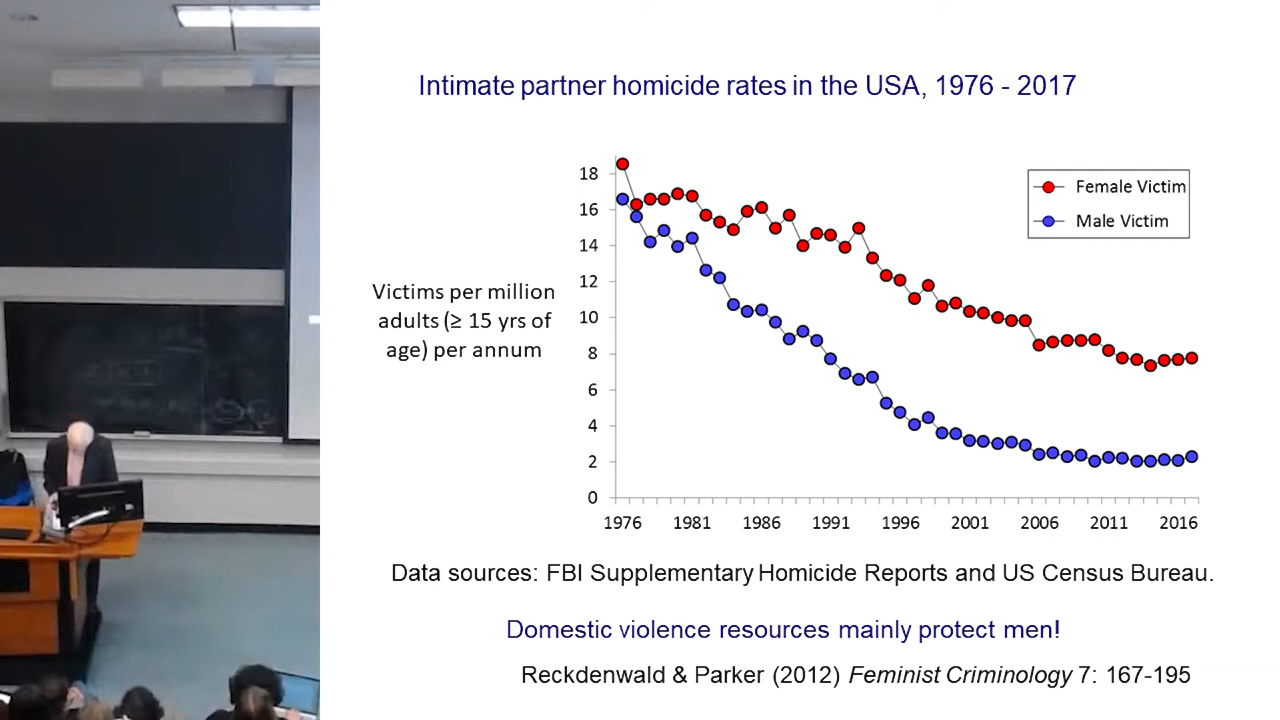 Intimate partner homicide rates in the USA, 1976 - 2017
18
16
14
12
10
8
6
4
2
0
Victims per million
adults (≥ 15 yrs of
age) per annum
Female Victim
Male Victim
1976 1981 1986 1991 1996 2001 2006 2011 2016
Data sources: FBI Supplementary Homicide Reports and US Census Bureau.
Domestic violence resources mainly protect men!
Reckdenwald & Parker (2012) Feminist Criminology 7: 167-195